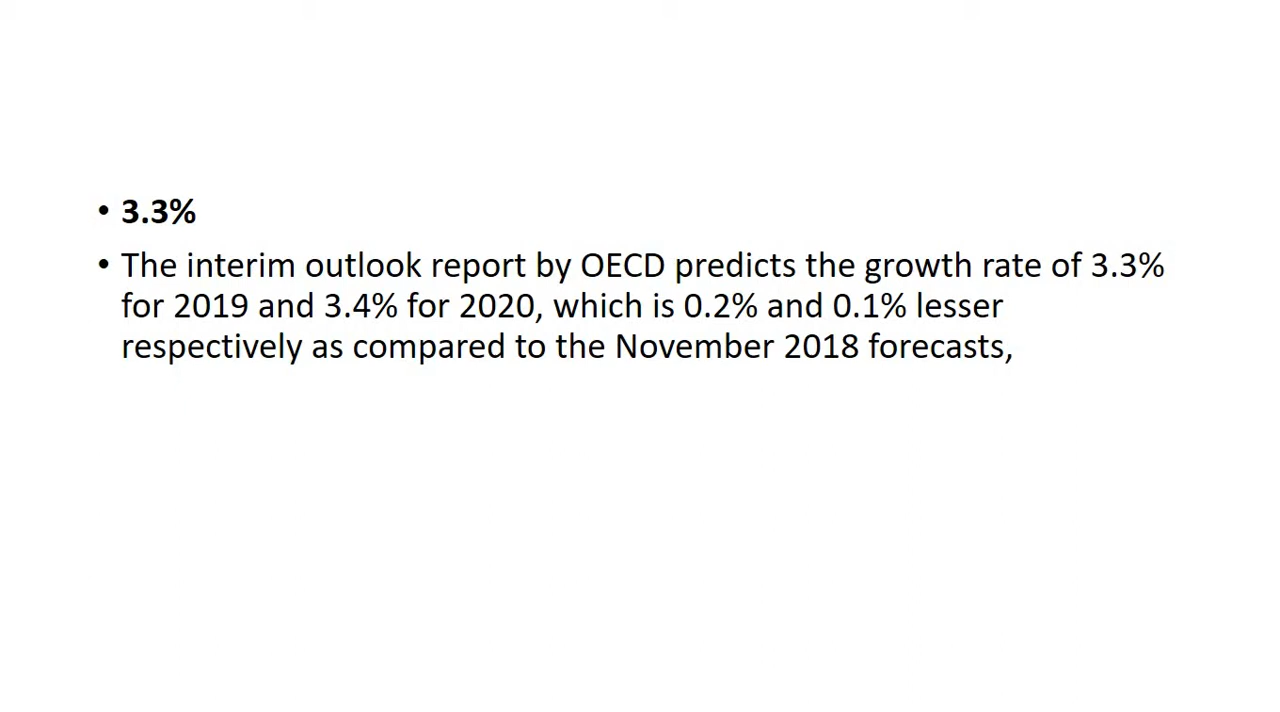 • 3.3%
• The interim outlook report by OECD predicts the growth rate of 3.3%
for 2019 and 3.4% for 2020, which is 0.2% and 0.1% lesser
respectively as compared to the November 2018 forecasts,